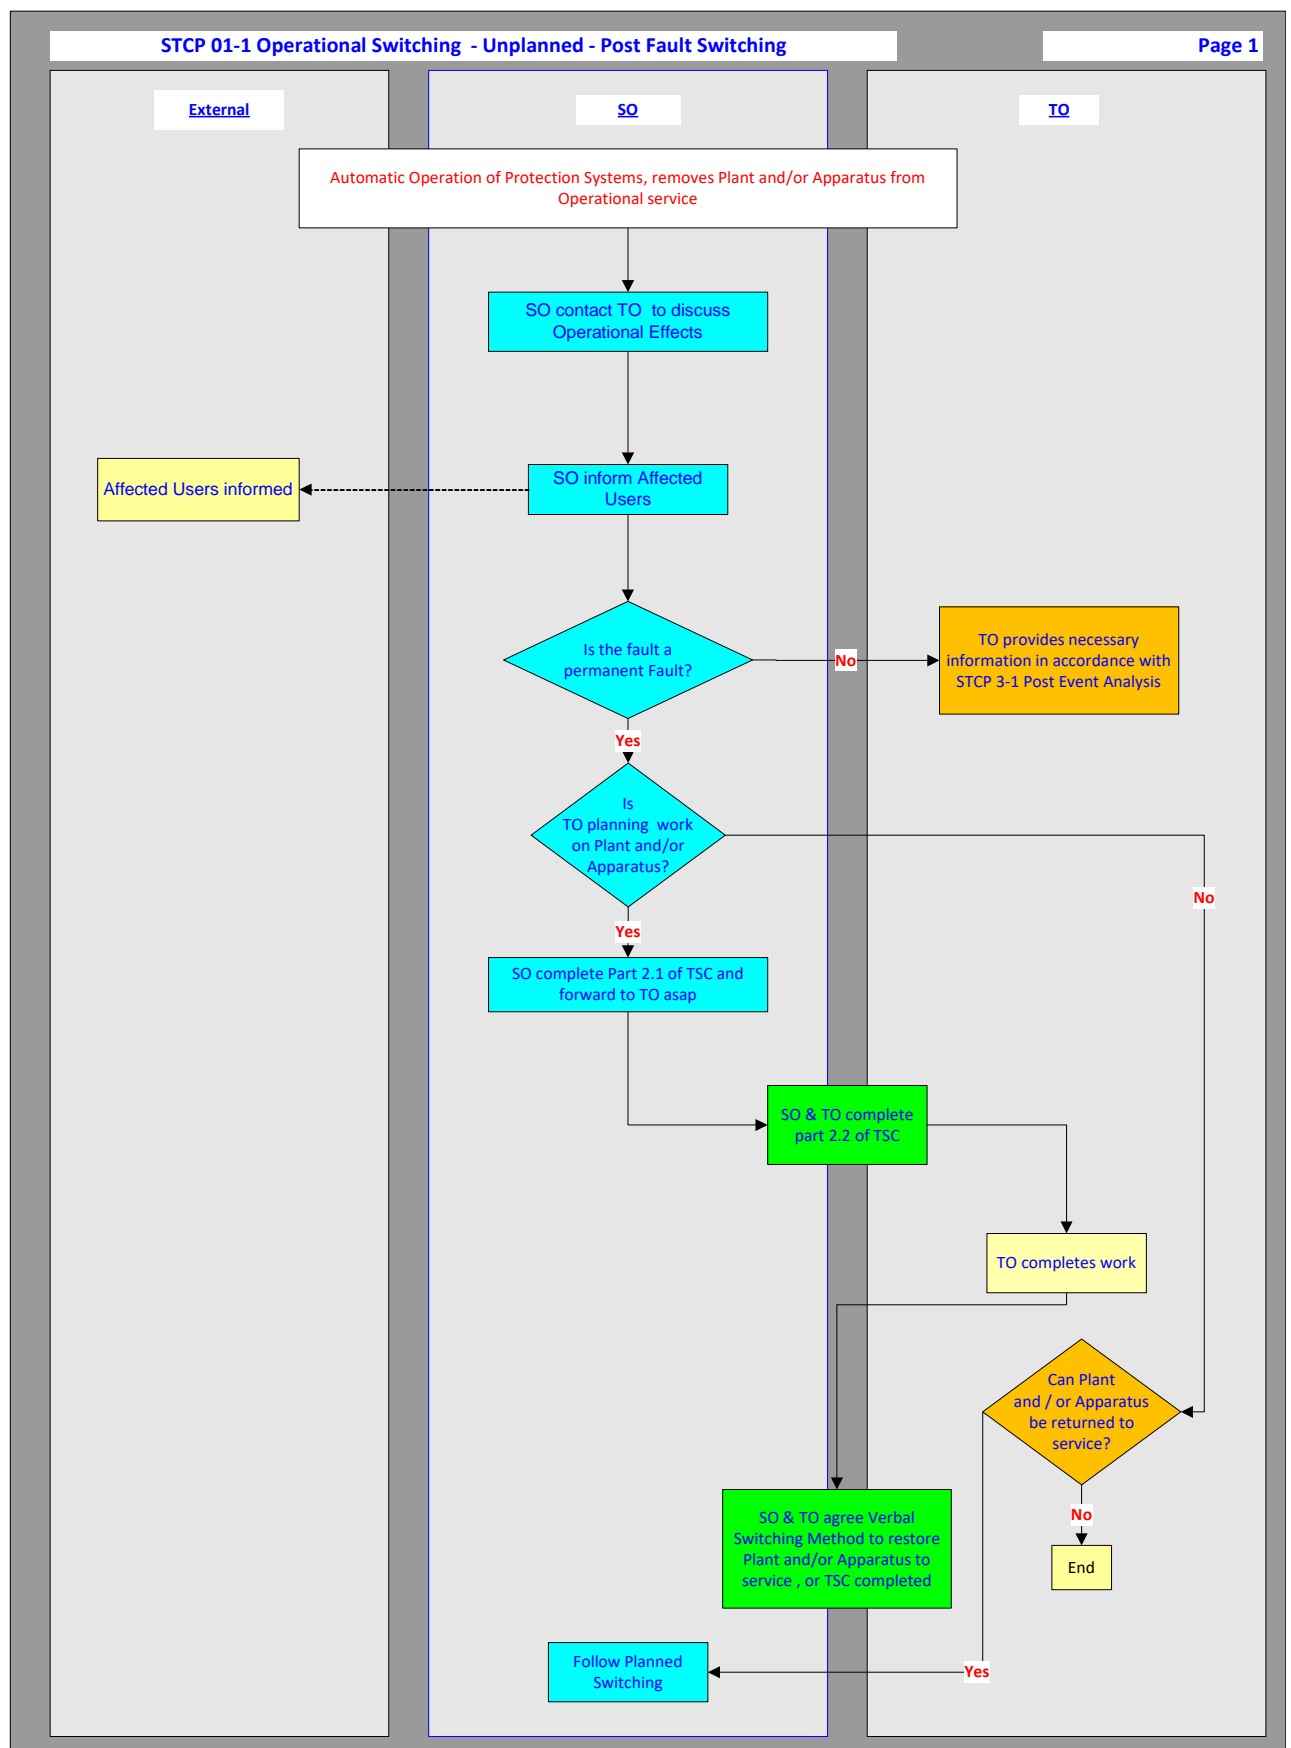 STCP 01-1 Operational Switching - Unplanned - Post Fault Switching
Page 1
External
SO
TO
Automatic Operation of Protection Systems, removes Plant and/or Apparatus from
Operational service
SO contact TO to discuss
Operational Effects
Affected Users informed
SO inform Affected
Users
Is the fault a
permanent Fault?
No
TO provides necessary
information in accordance with
STCP 3-1 Post Event Analysis
Yes
Is
TO planning work
on Plant and/or
Apparatus?
No
Yes
SO complete Part 2.1 of TSC and
forward to TO asap
SO & TO complete
part 2.2 of TSC
TO completes work
Can Plant
and / or Apparatus
be returned to
service?
No
End
SO & TO agree Verbal
Switching Method to restore
Plant and/or Apparatus to
service , or TSC completed
Follow Planned
Switching
Yes